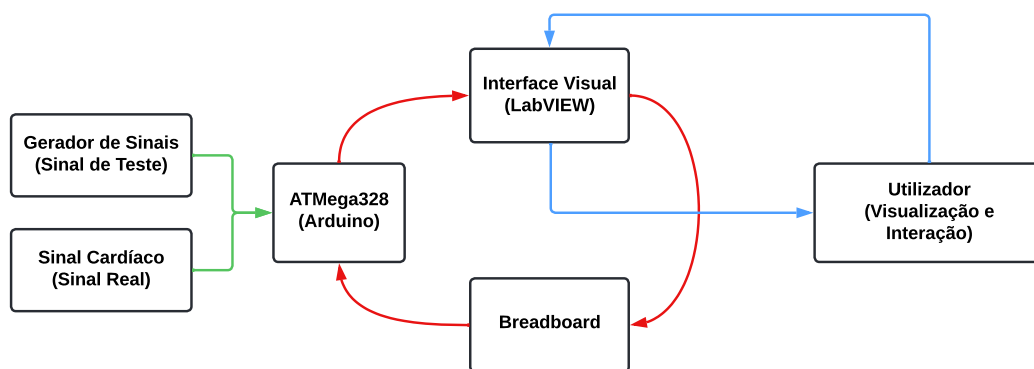 Gerador de Sinais
(Sinal de Teste)
Sinal Cardíaco
(Sinal Real)
ATMega328
(Arduino)
Interface Visual
(LabVIEW)
Breadboard
Utilizador
(Visualização e
Interação)